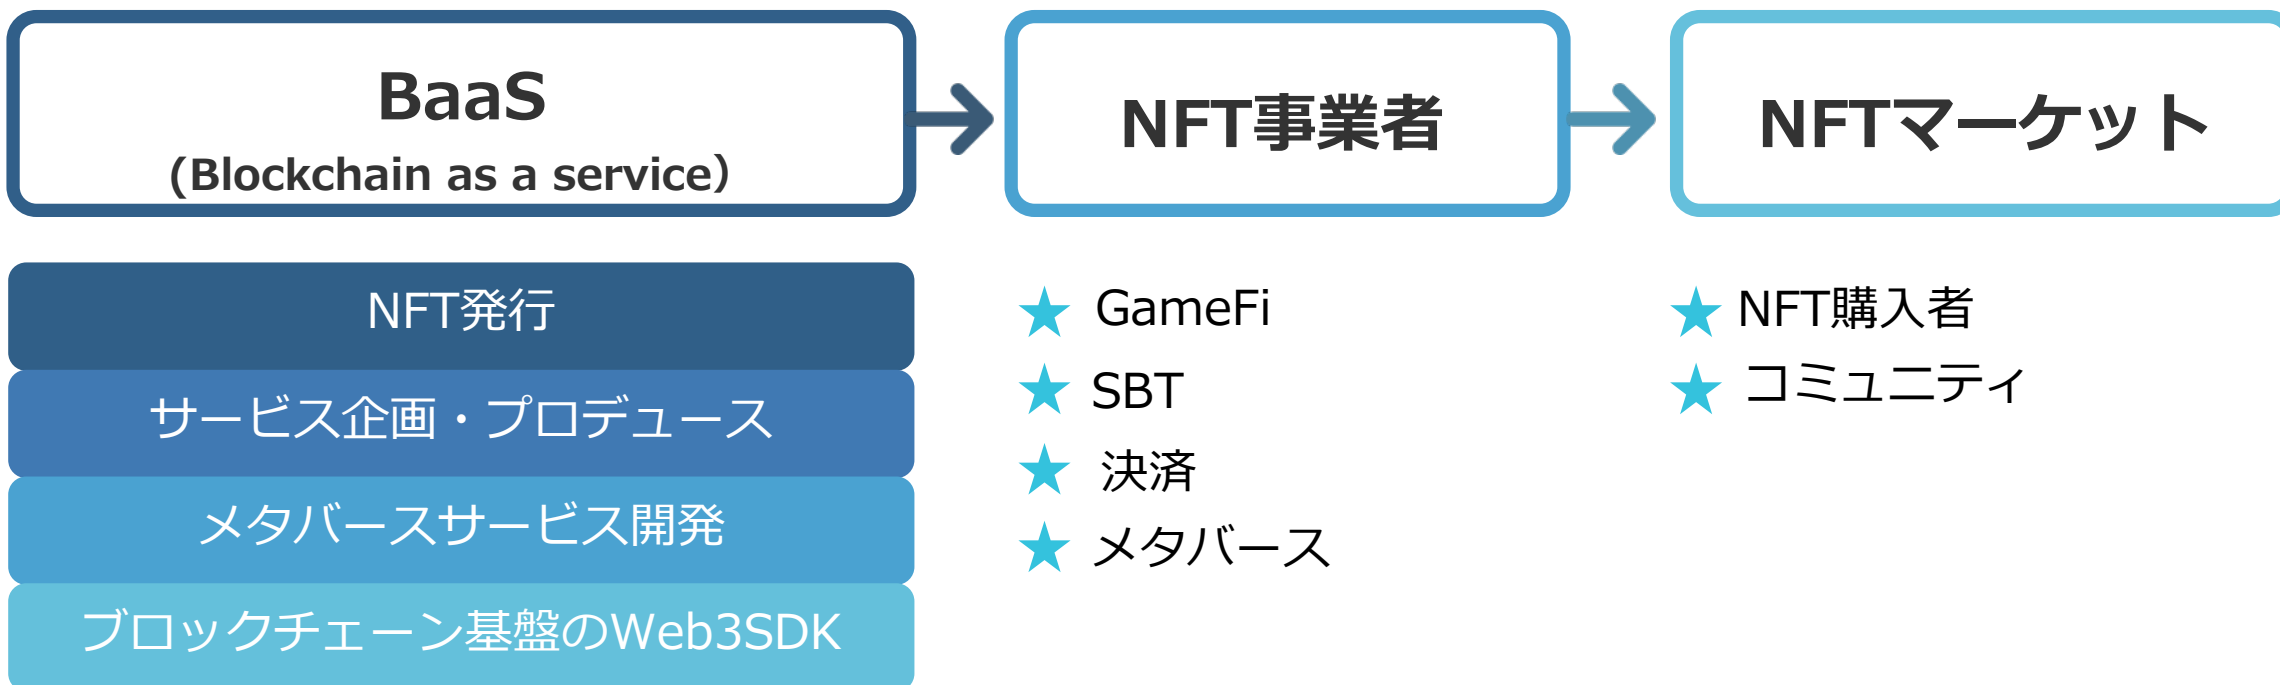 BaaS
(Blockchain as a service）
NFT発行
サービス企画・プロデュース
メタバースサービス開発
ブロックチェーン基盤のWeb3SDK
NFT事業者
★ GameFi
★ SBT
★ 決済
★ メタバース
NFTマーケット
★ NFT購入者
★ コミュニティ